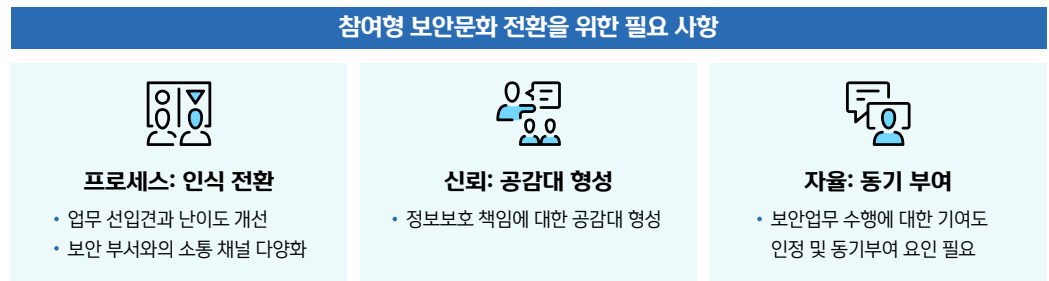 참여형 보안문화 전환을 위한 필요 사항
프로세스: 인식 전환
• 업무 선입견과 난이도 개선
• 보안 부서와의 소통 채널 다양화
신뢰: 공감대 형성
• 정보보호 책임에 대한 공감대 형성
자율: 동기 부여
• 보안업무 수행에 대한 기여도
인정 및 동기부여 요인 필요